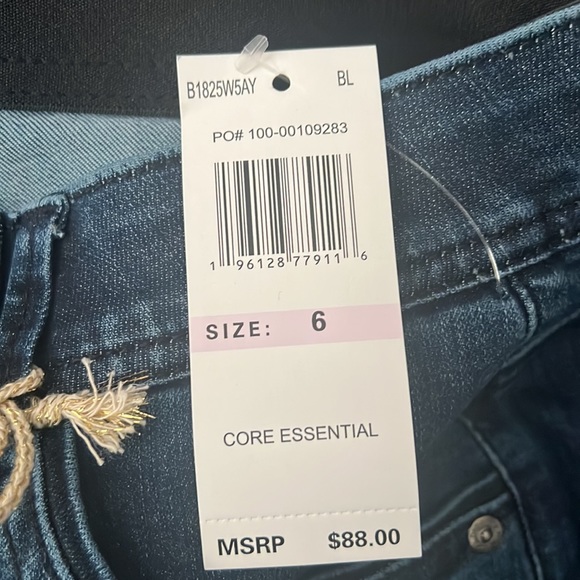 B1825W5AY BL
PO# 100-00109283
1 96128 77911 6
SIZE: 6
CORE ESSENTIAL
MSRP $88.00